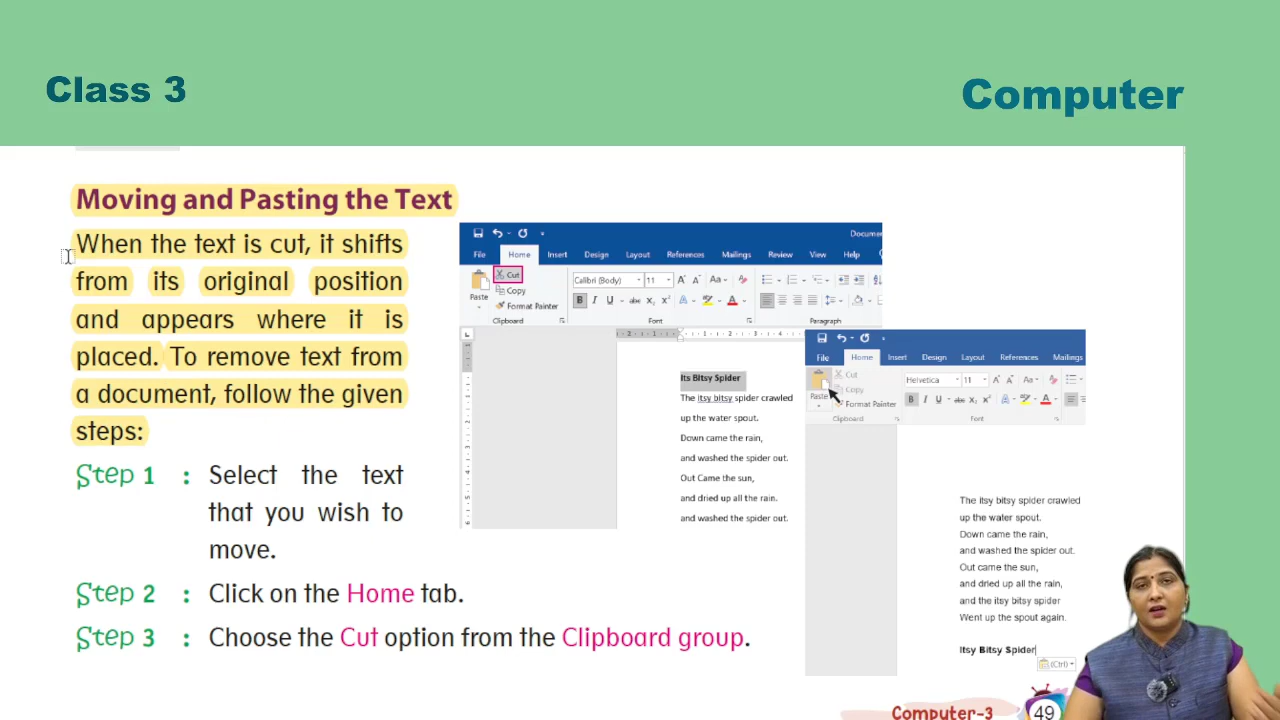 Class 3
Computer
Moving and Pasting the Text
When the text is cut, it shifts
from its original position
and appears where it is
placed. To remove text from
a document, follow the given
steps:
Step 1 : Select the text
that you wish to
move.
Step 2 : Click on the Home tab.
Step 3 : Choose the Cut option from the Clipboard group.
Docume
File Home Insert Design Layout References Mailings Review View Help
Cut
Copy
Format Painter
Paste
Calibri (Body) 11
Clipboard Font Paragraph
Its Bitsy Spider
The itsy bitsy spider crawled
up the water spout.
Down came the rain,
and washed the spider out.
Out Came the sun,
and dried up all the rain.
and washed the spider out.
File Home Insert Design Layout References Mailings
Cut
Copy
Format Painter
Paste
Helvetica 11
Clipboard Font
The itsy bitsy spider crawled
up the water spout.
Down came the rain,
and washed the spider out.
Out came the sun,
and dried up all the rain,
and the itsy bitsy spider
Went up the spout again.
Itsy Bitsy Spider
(Ctrl)
Computer-3 49